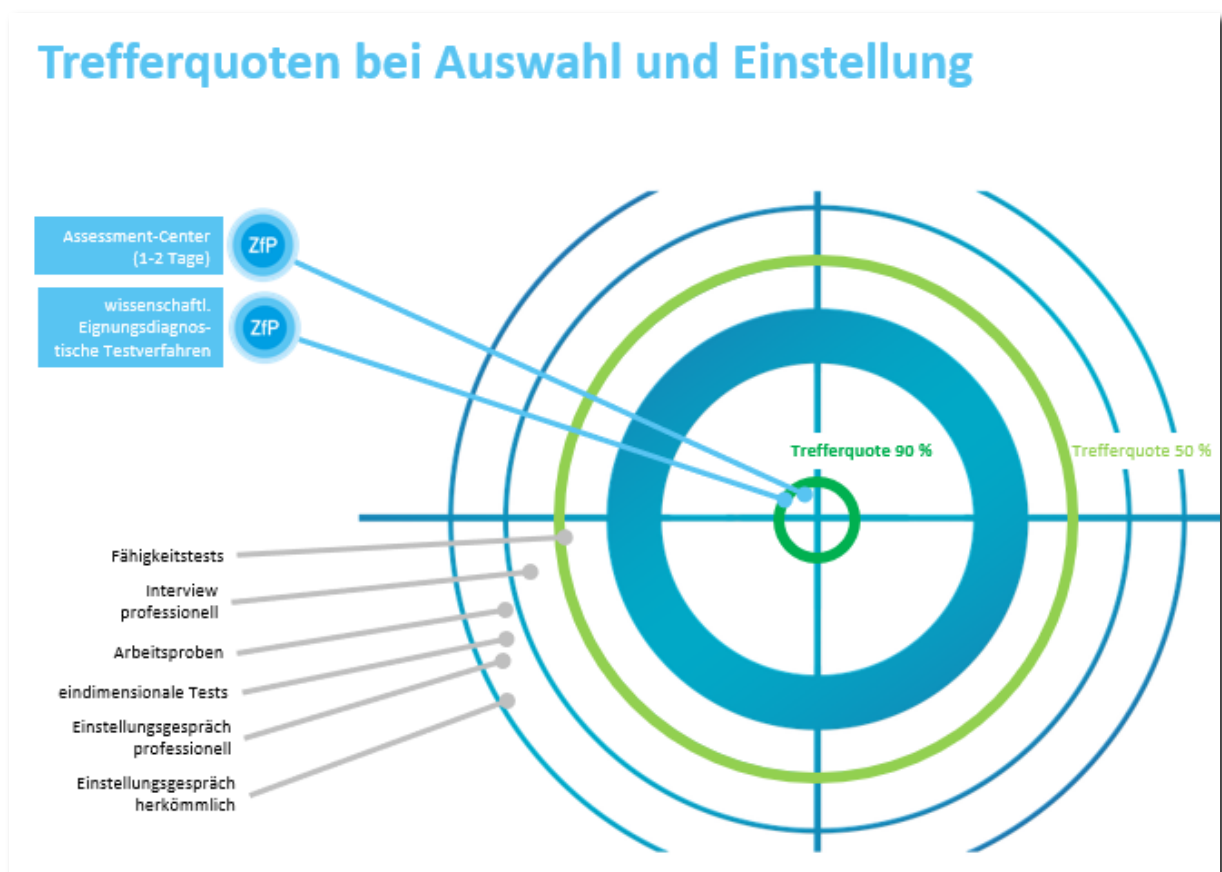 Trefferquoten bei Auswahl und Einstellung
Assessment-Center
(1-2 Tage)
ZfP
wissenschaftl.
Eignungsdiagnos-
tische Testverfahren
ZfP
Trefferquote 90 %
Trefferquote 50 %
Fähigkeitstests
Interview
professionell
Arbeitsproben
eindimensionale Tests
Einstellungsgespräch
professionell
Einstellungsgespräch
herkömmlich